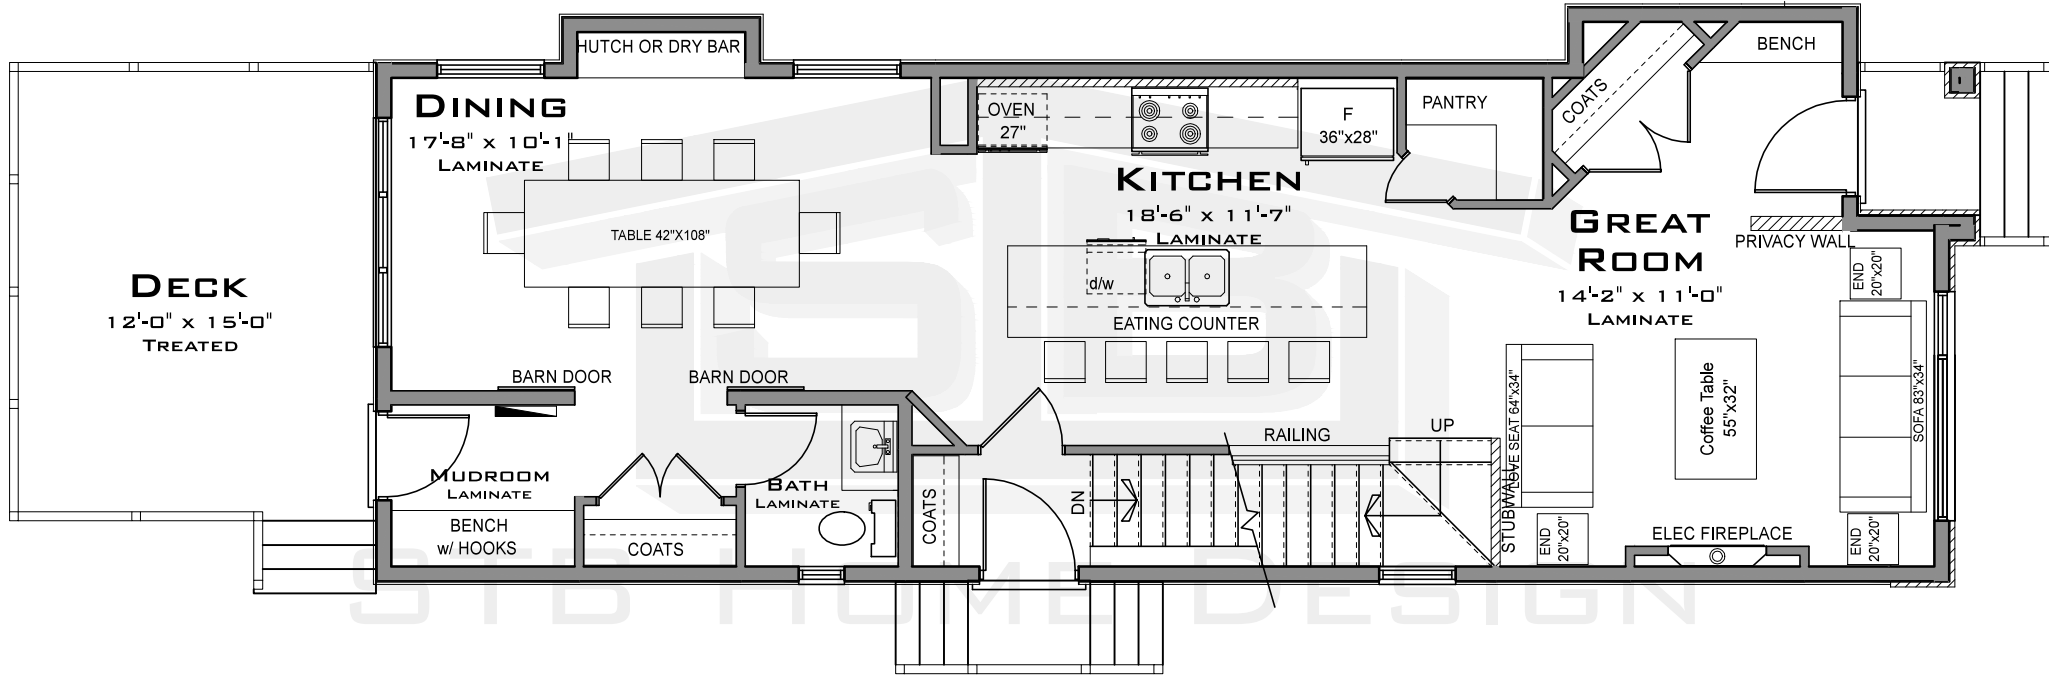 HUTCH OR DRY BAR
BENCH
DINING
17'-8" x 10'-1"
LAMINATE
OVEN
27"
F
36"x28"
PANTRY
COATS
KITCHEN
18'-6" x 11'-7"
LAMINATE
GREAT
ROOM
14'-2" x 11'-0"
LAMINATE
PRIVACY WALL
TABLE 42"X108"
DECK
12'-0" x 15'-0"
TREATED
d/w
EATING COUNTER
END
20"x20"
BARN DOOR
BARN DOOR
LOVE SEAT 64"x34"
Coffee Table
55"x32"
SOFA 83"x34"
RAILING
UP
MUDROOM
LAMINATE
BATH
LAMINATE
BENCH
w/ HOOKS
COATS
COATS
DN
STUBWALL
END
20"x20"
ELEC FIREPLACE
END
20"x20"
STB
STB HOME DESIGN